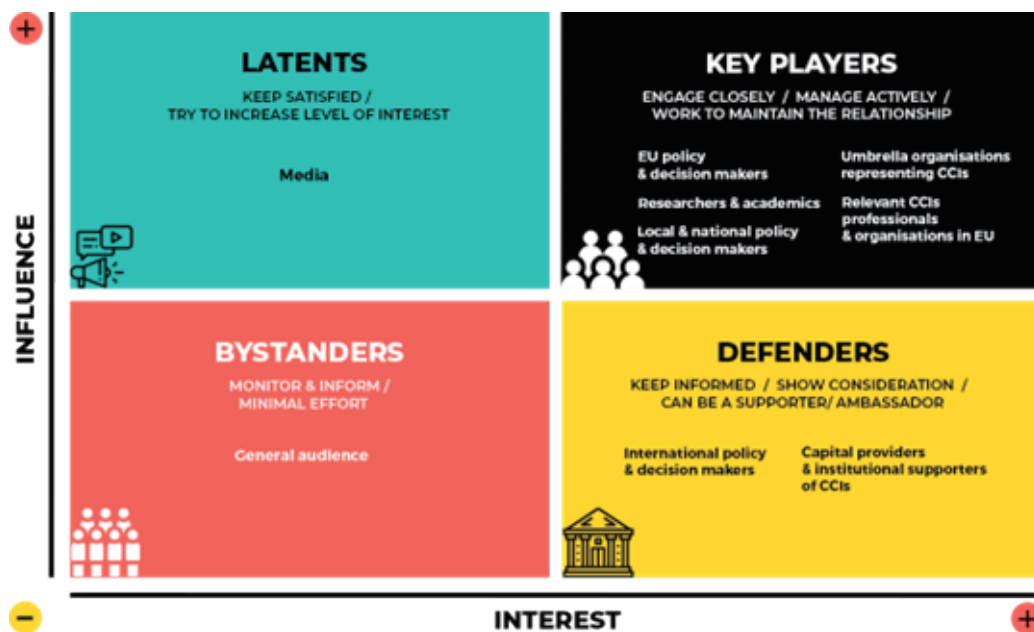 +
LATENTS
KEEP SATISFIED /
TRY TO INCREASE LEVEL OF INTEREST
Media
KEY PLAYERS
ENGAGE CLOSELY / MANAGE ACTIVELY /
WORK TO MAINTAIN THE RELATIONSHIP
EU policy
& decision makers
Researchers & academics
Local & national policy
& decision makers
Umbrella organisations
representing CCIs
Relevant CCIs
professionals
& organisations in EU
INFLUENCE
BYSTANDERS
MONITOR & INFORM /
MINIMAL EFFORT
General audience
DEFENDERS
KEEP INFORMED / SHOW CONSIDERATION /
CAN BE A SUPPORTER/ AMBASSADOR
International policy
& decision makers
Capital providers
& institutional supporters
of CCIs
−
INTEREST
+